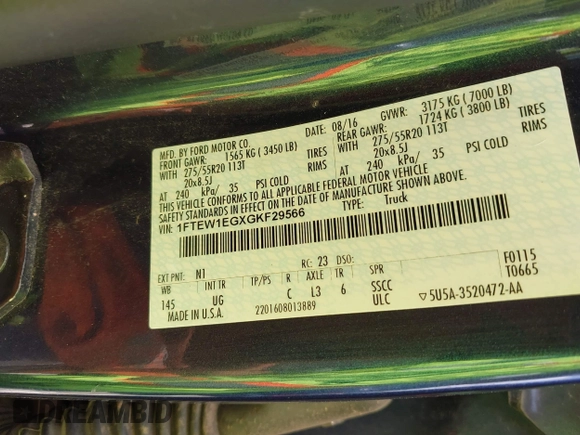 MFD. BY FORD MOTOR CO.
DATE: 08/16 GVWR: 3175 KG ( 7000 LB)
FRONT GAWR: 1565 KG ( 3450 LB) REAR GAWR: 1724 KG ( 3800 LB)
WITH 275/55R20 113T TIRES WITH 275/55R20 113T TIRES
20x8.5J RIMS 20x8.5J RIMS
AT 240 kPa/ 35 PSI COLD AT 240 kPa/ 35 PSI COLD
THIS VEHICLE CONFORMS TO ALL APPLICABLE FEDERAL MOTOR VEHICLE
SAFETY STANDARDS IN EFFECT ON THE DATE OF MANUFACTURE SHOWN ABOVE.
VIN: 1FTEW1EGXGKF29566 TYPE: Truck
EXT PNT: N1 RC: 23 DSO: F0115
WB INT TR TP/PS R AXLE TR SPR T0665
145 UG C L3 6 SSCC
MADE IN U.S.A. 2201608013889 ULC ▽5U5A-3520472-AA
DREAMBID